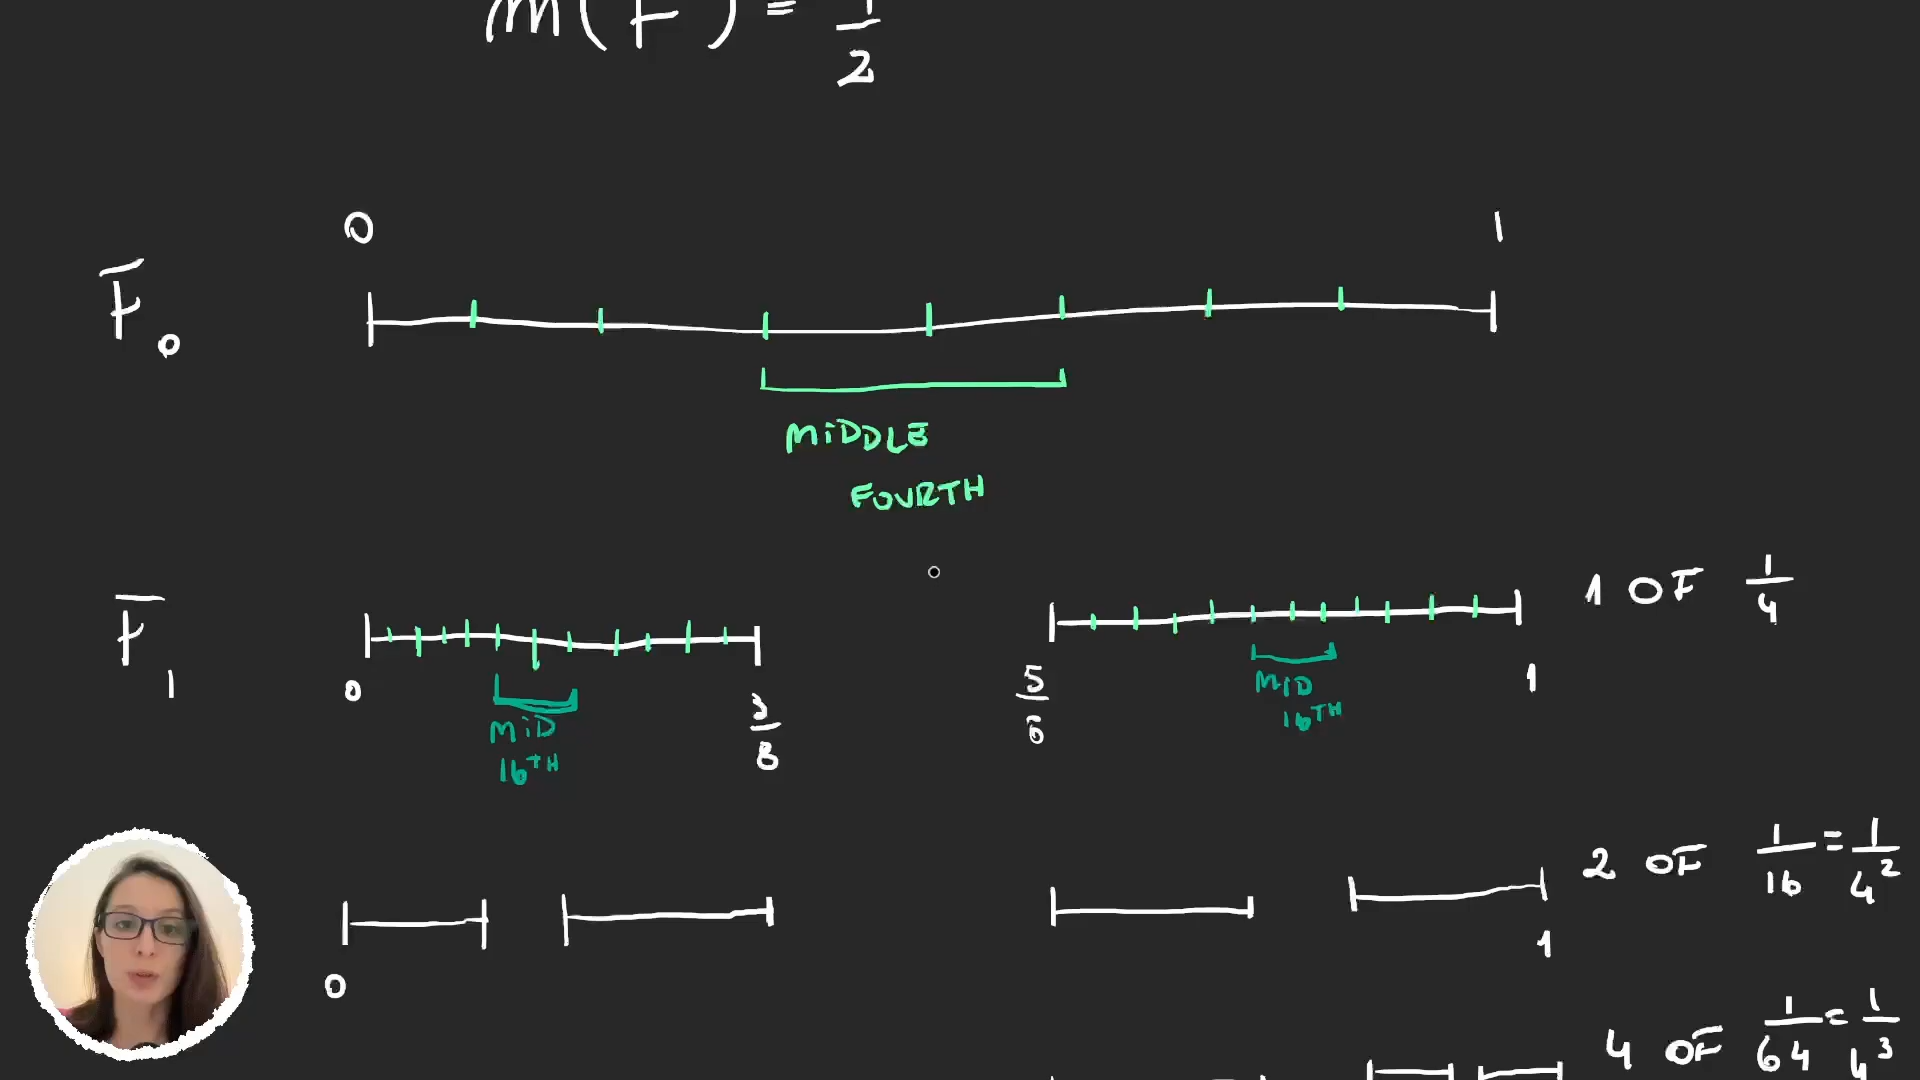 m(F) = 1/2
0 1
F0
MIDDLE
FOURTH
F1
1 OF 1/4
0 3/8 5/8 1
MID
16TH
MID
16TH
2 OF 1/16 = 1/4²
0 1
4 OF 1/64 = 1/4³